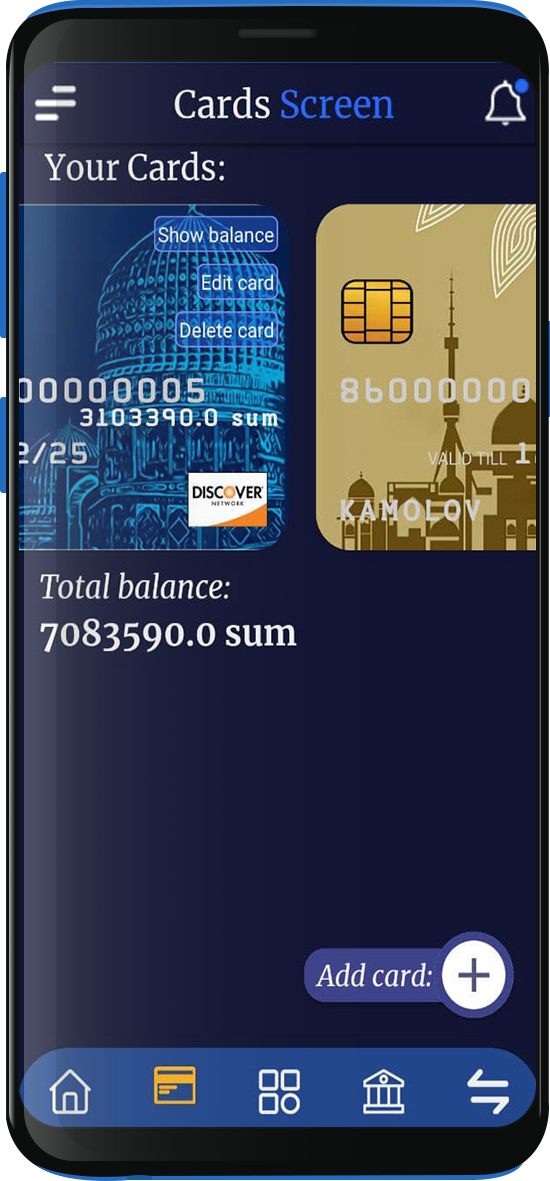 Cards Screen
Your Cards:
Show balance
Edit card
Delete card
00000005
3103390.0 sum
2/25
DISCOVER
NETWORK
86000000
VALID TILL 1
KAMOLOV
Total balance:
7083590.0 sum
Add card: